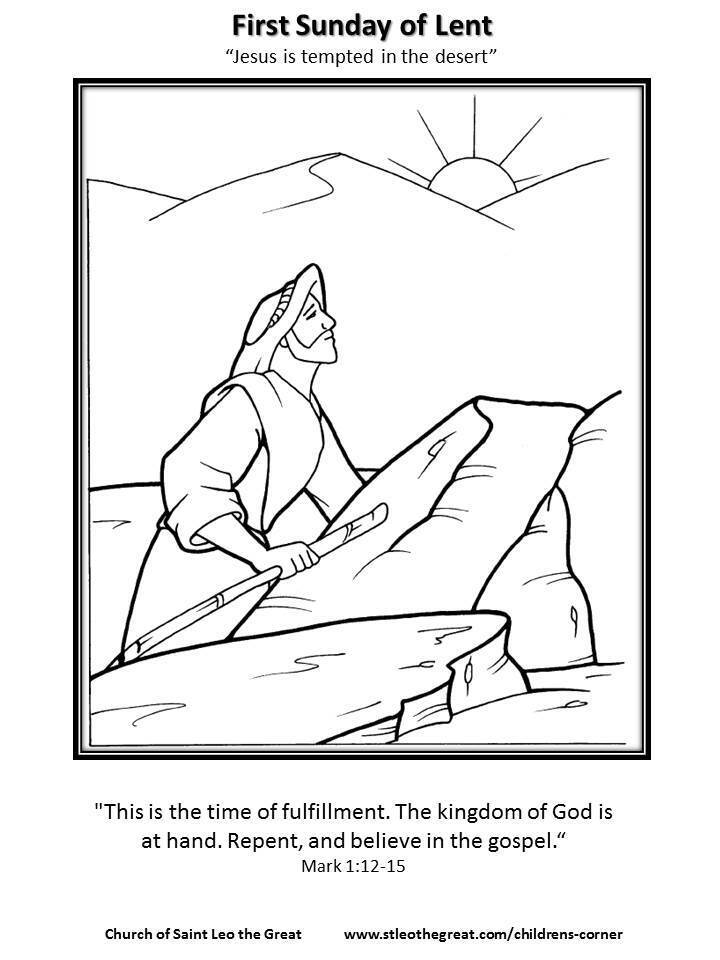 First Sunday of Lent
“Jesus is tempted in the desert”
"This is the time of fulfillment. The kingdom of God is
at hand. Repent, and believe in the gospel.“
Mark 1:12-15
Church of Saint Leo the Great www.stleothegreat.com/childrens-corner